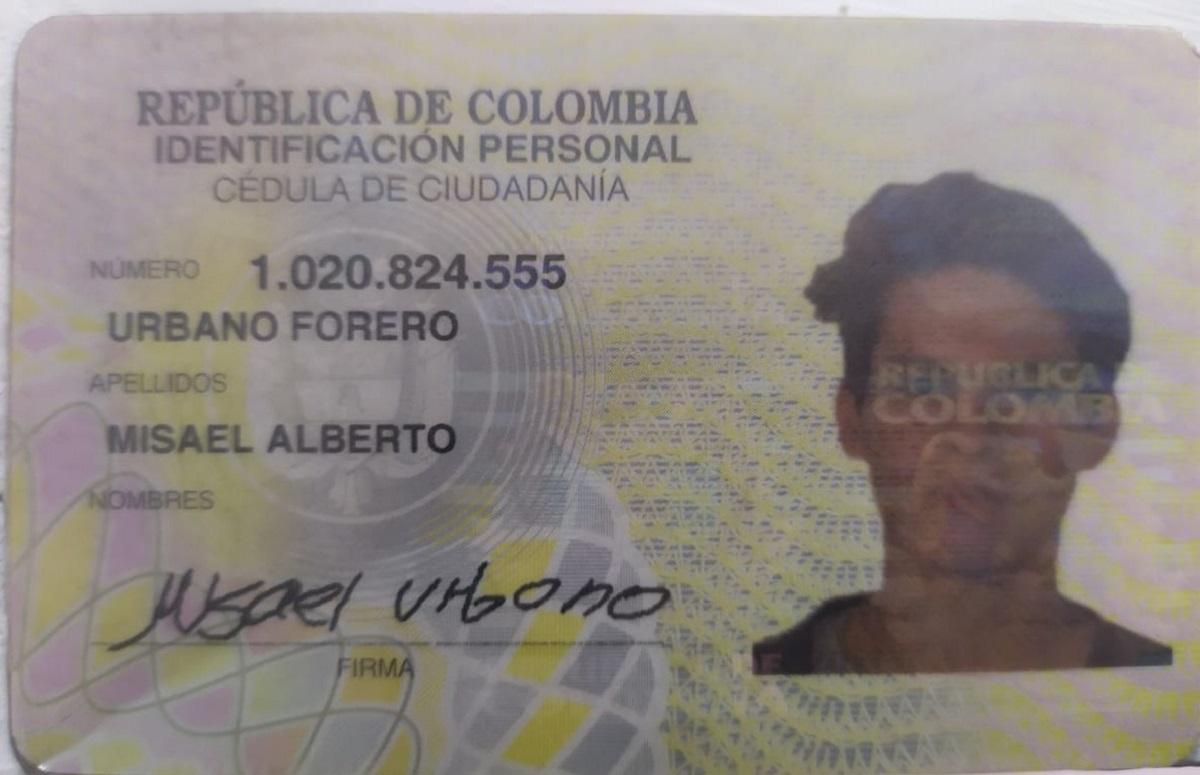 REPÚBLICA DE COLOMBIA
IDENTIFICACIÓN PERSONAL
CÉDULA DE CIUDADANÍA
NÚMERO 1.020.824.555
URBANO FORERO
APELLIDOS
MISAEL ALBERTO
NOMBRES
Misael Urbano
FIRMA
REPUBLICA
COLOMBIA